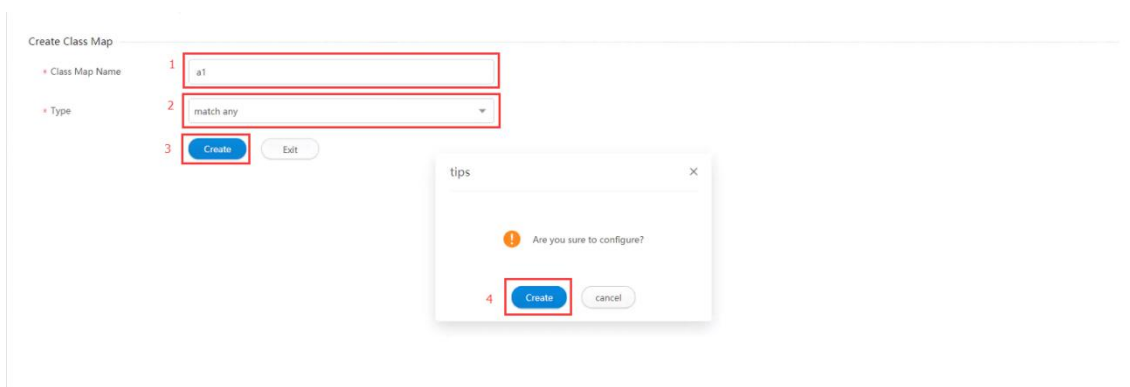 Create Class Map
* Class Map Name 1 a1
* Type 2 match any
3 Create Exit
tips ×
! Are you sure to configure?
4 Create cancel